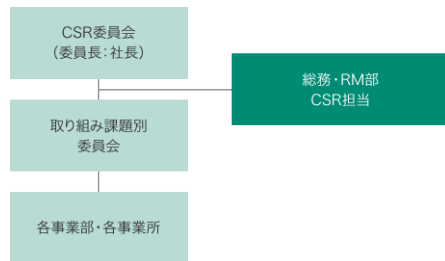 CSR委員会
（委員長：社長）
総務・RM部
CSR担当
取り組み課題別
委員会
各事業部・各事業所